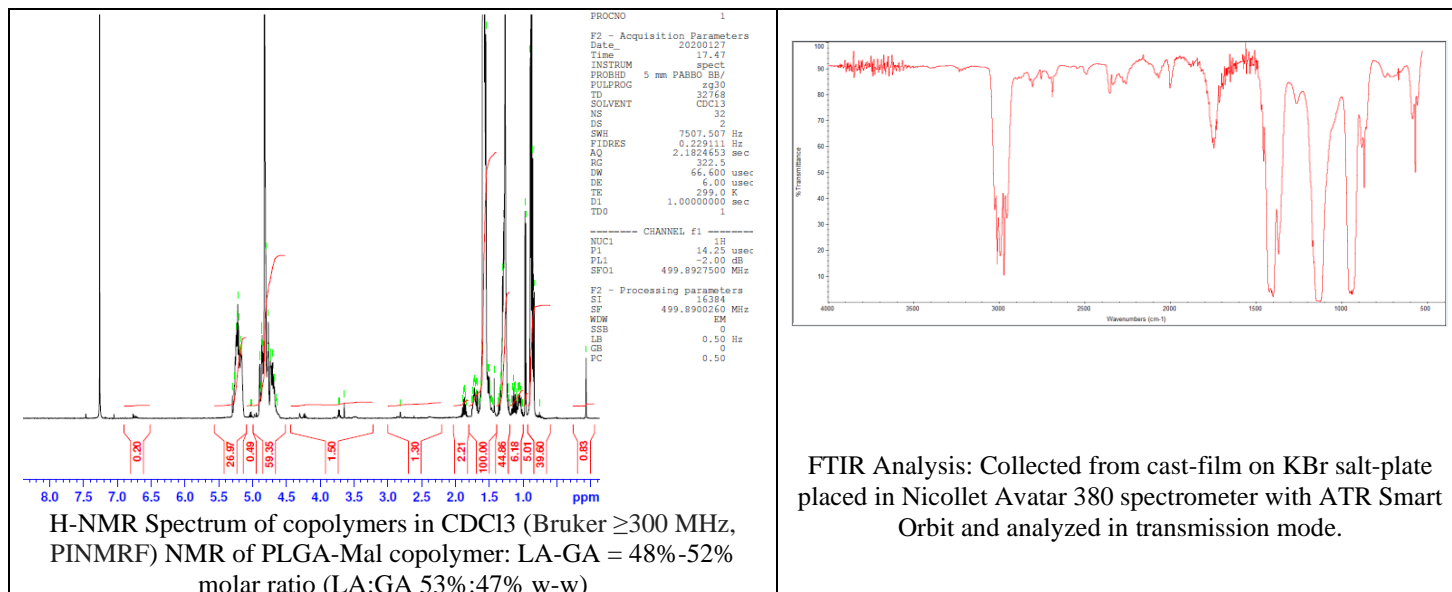 PROCNO 1
F2 - Acquisition Parameters
Date_ 20200127
Time 17.47
INSTRUM spect
PROBHD 5 mm PABBO BB/
PULPROG zg30
TD 32768
SOLVENT CDCl3
NS 32
DS 2
SWH 7507.507 Hz
FIDRES 0.229111 Hz
AQ 2.1824653 sec
RG 322.5
DW 66.600 usec
DE 6.00 usec
TE 299.0 K
D1 1.00000000 sec
TD0 1
-------- CHANNEL f1 --------
NUC1 1H
P1 14.25 usec
PL1 -2.00 dB
SFO1 499.8927500 MHz
F2 - Processing parameters
SI 16384
SF 499.8900260 MHz
WDW EM
SSB 0
LB 0.50 Hz
GB 0
PC 0.50
0.20 26.97 0.49 59.35 1.50 1.30 2.21 100.00 44.86 6.18 5.01 39.60 0.83
8.0 7.5 7.0 6.5 6.0 5.5 5.0 4.5 4.0 3.5 3.0 2.5 2.0 1.5 1.0 ppm
H-NMR Spectrum of copolymers in CDCl3 (Bruker ≥300 MHz,
PINMRF) NMR of PLGA-Mal copolymer: LA-GA = 48%-52%
molar ratio (LA:GA 53%:47% w-w)
100
90
80
70
60
50
40
30
20
10
%Transmittance
4000 3500 3000 2500 2000 1500 1000 500
Wavenumbers (cm-1)
FTIR Analysis: Collected from cast-film on KBr salt-plate
placed in Nicollet Avatar 380 spectrometer with ATR Smart
Orbit and analyzed in transmission mode.